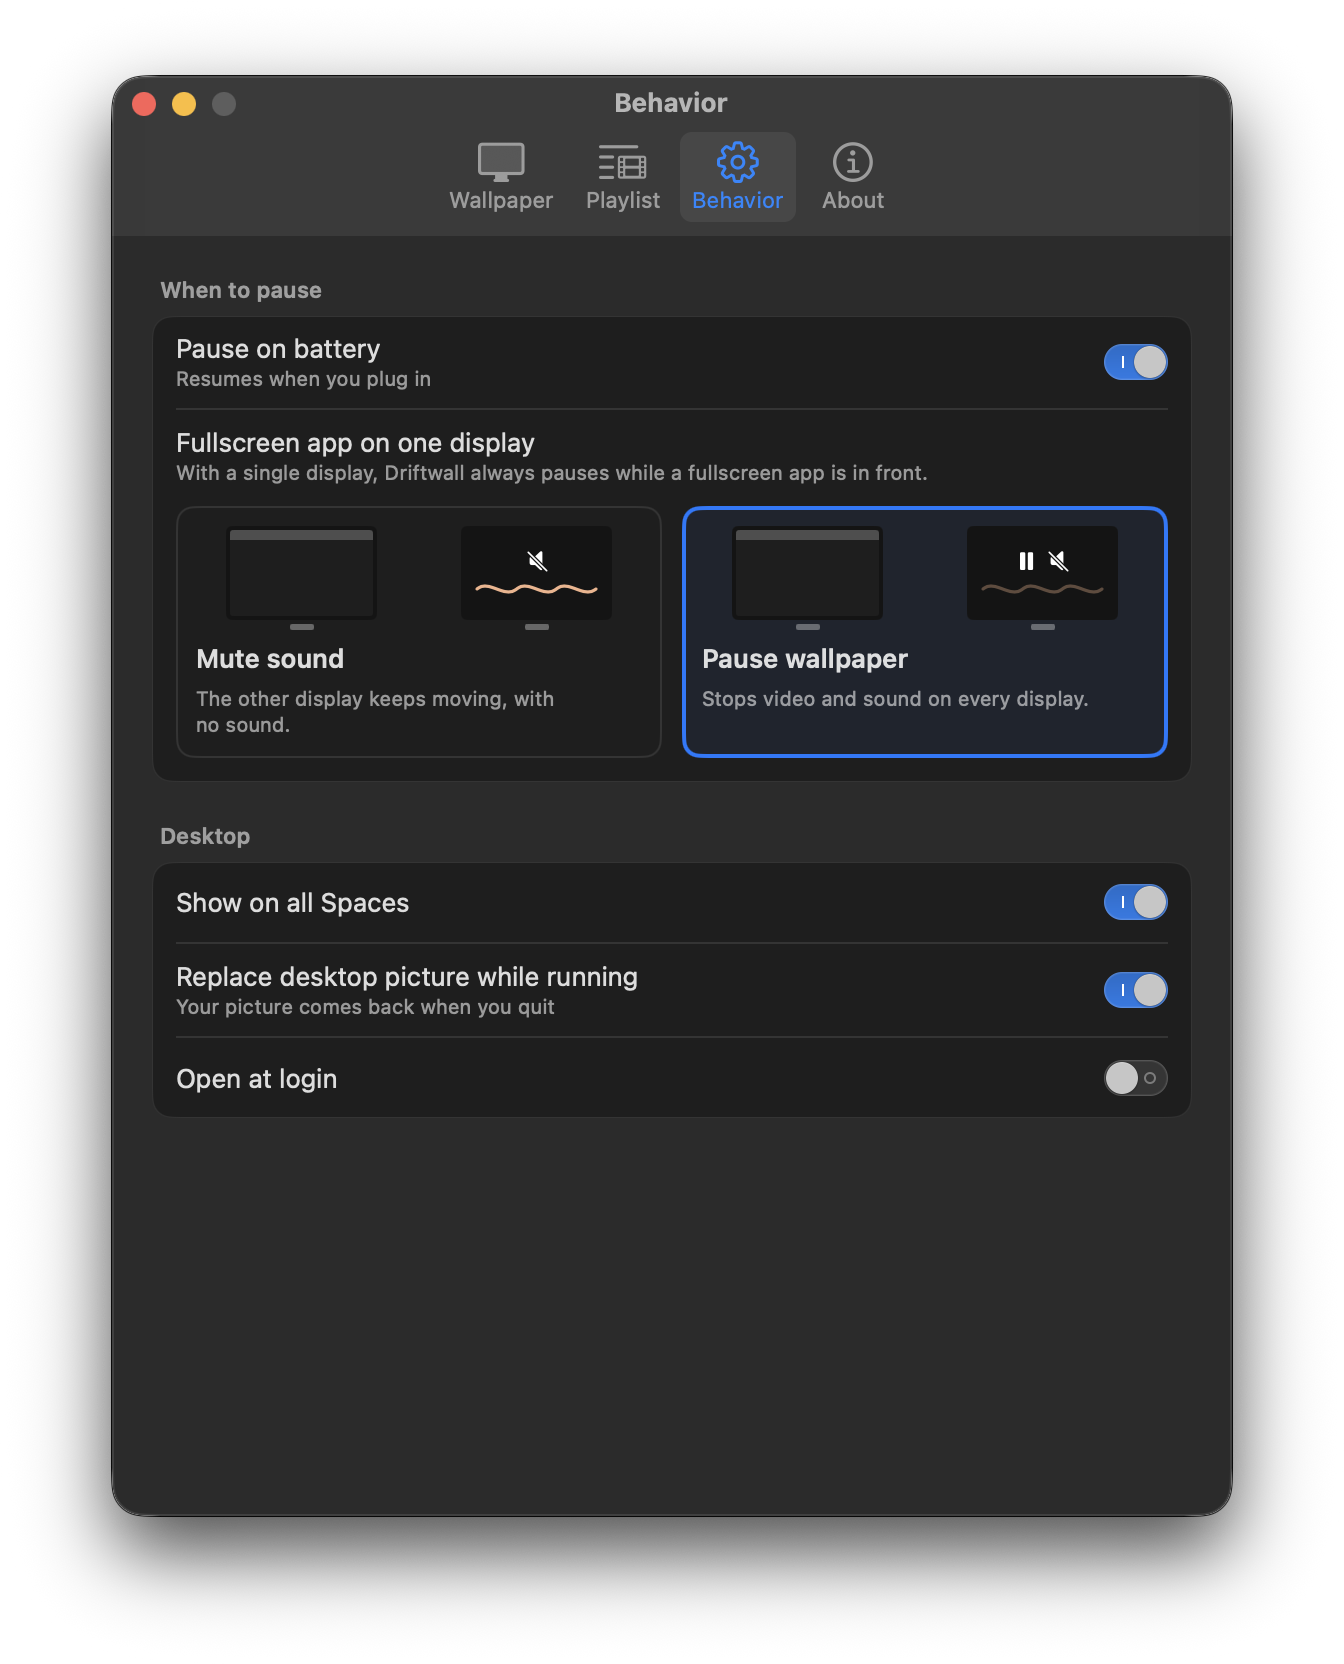 Behavior
Wallpaper
Playlist
Behavior
About
When to pause
Pause on battery
Resumes when you plug in
Fullscreen app on one display
With a single display, Driftwall always pauses while a fullscreen app is in front.
Mute sound
The other display keeps moving, with
no sound.
Pause wallpaper
Stops video and sound on every display.
Desktop
Show on all Spaces
Replace desktop picture while running
Your picture comes back when you quit
Open at login